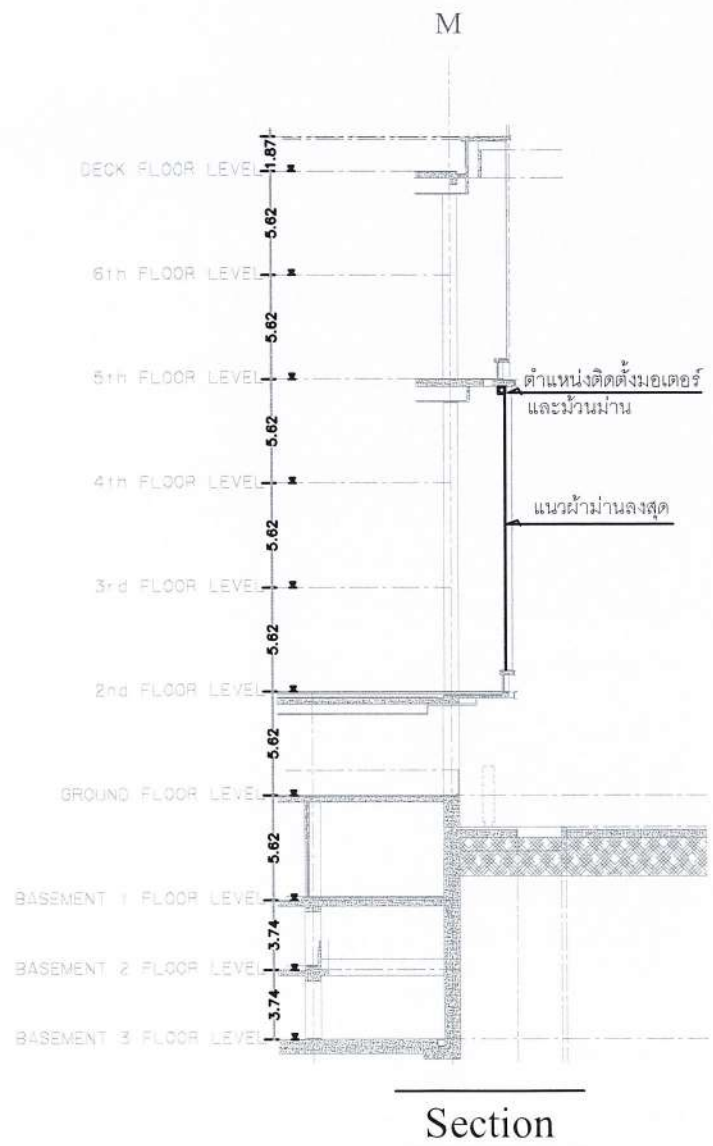 M
1.87
DECK FLOOR LEVEL
5.62
6th FLOOR LEVEL
5.62
5th FLOOR LEVEL
ตำแหน่งติดตั้งมอเตอร์
และม้วนม่าน
5.62
4th FLOOR LEVEL
แนวผ้าม่านลงสุด
5.62
3rd FLOOR LEVEL
5.62
2nd FLOOR LEVEL
5.62
GROUND FLOOR LEVEL
5.62
BASEMENT 1 FLOOR LEVEL
3.74
BASEMENT 2 FLOOR LEVEL
3.74
BASEMENT 3 FLOOR LEVEL
Section